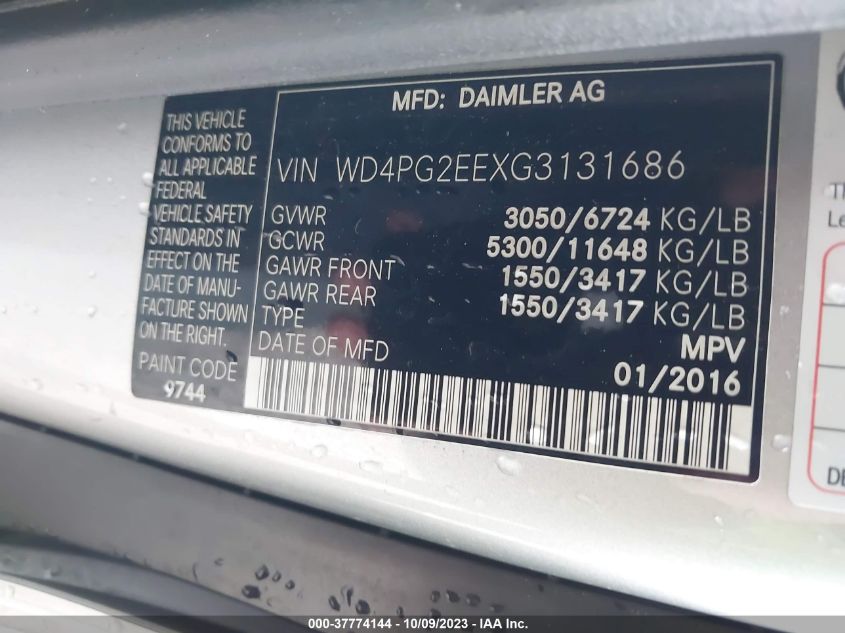 MFD: DAIMLER AG
THIS VEHICLE
CONFORMS TO
ALL APPLICABLE
FEDERAL
VEHICLE SAFETY
STANDARDS IN
EFFECT ON THE
DATE OF MANU-
FACTURE SHOWN
ON THE RIGHT.
PAINT CODE
9744
VIN WD4PG2EEXG3131686
GVWR 3050/6724 KG/LB
GCWR 5300/11648 KG/LB
GAWR FRONT 1550/3417 KG/LB
GAWR REAR 1550/3417 KG/LB
TYPE MPV
DATE OF MFD 01/2016
000-37774144 - 10/09/2023 - IAA Inc.